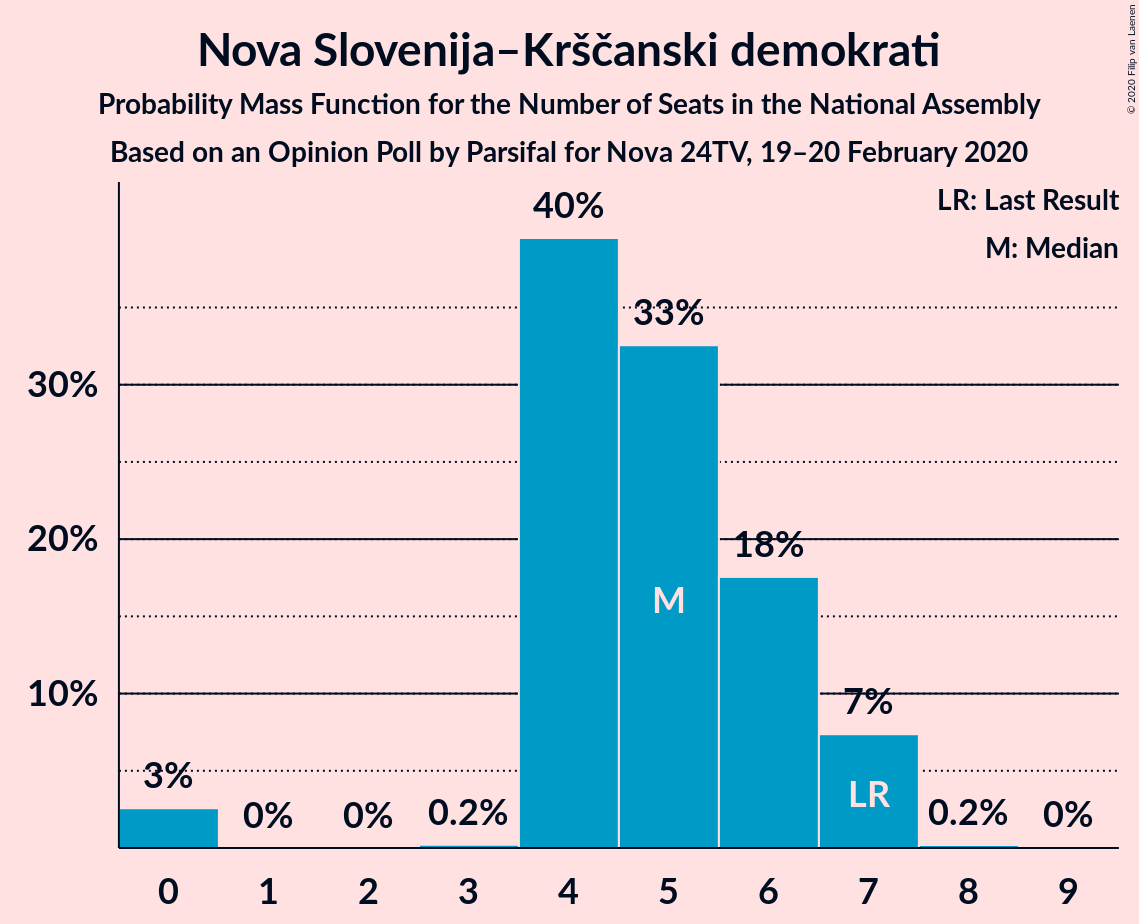 Nova Slovenija–Krščanski demokrati
Probability Mass Function for the Number of Seats in the National Assembly
Based on an Opinion Poll by Parsifal for Nova 24TV, 19–20 February 2020
© 2020 Filip van Laenen
LR: Last Result
M: Median
40%
33%
30%
20%
18%
M
10%
7%
3%
LR
0%
0%
0.2%
0.2%
0%
0 1 2 3 4 5 6 7 8 9